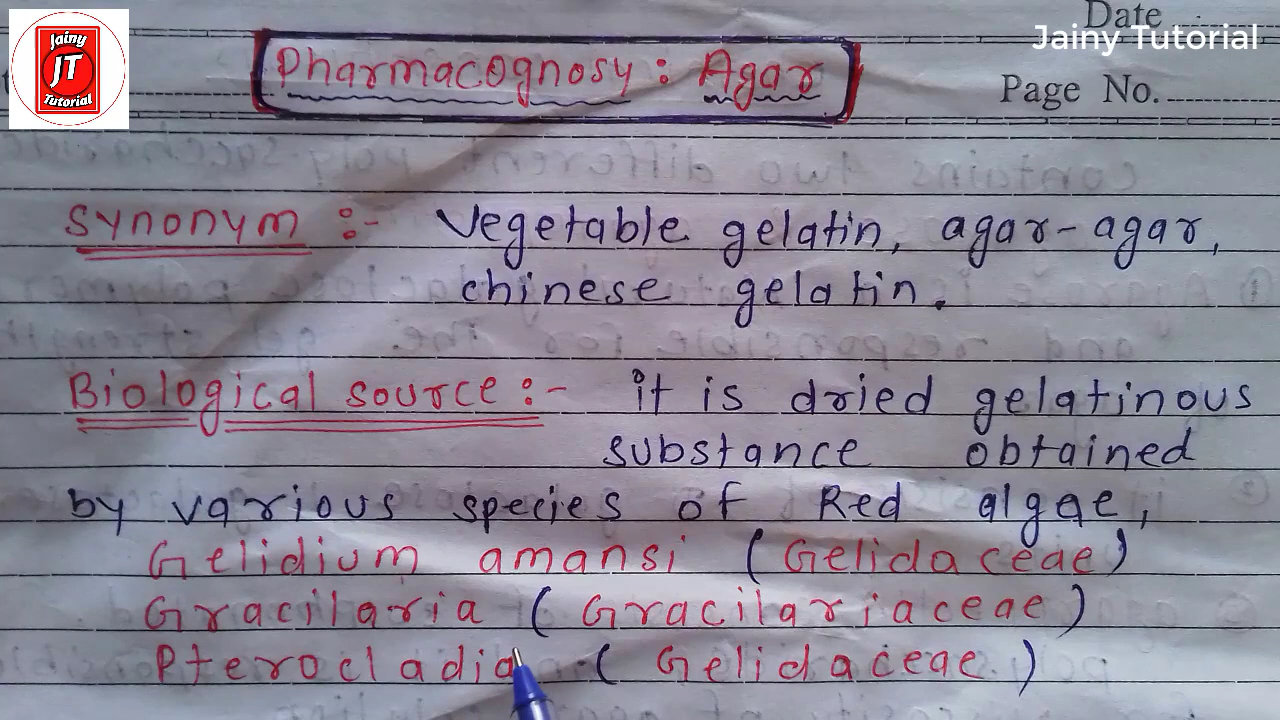 Jainy
JT
Tutorial
Date
Jainy Tutorial
Pharmacognosy : Agar
Page No.
Synonym :- Vegetable gelatin, agar-agar,
chinese gelatin.
Biological source :- it is dried gelatinous
substance obtained
by various species of Red algae,
Gelidium amansi (Gelidaceae)
Gracilaria (Gracilariaceae)
Pterocladia (Gelidaceae)